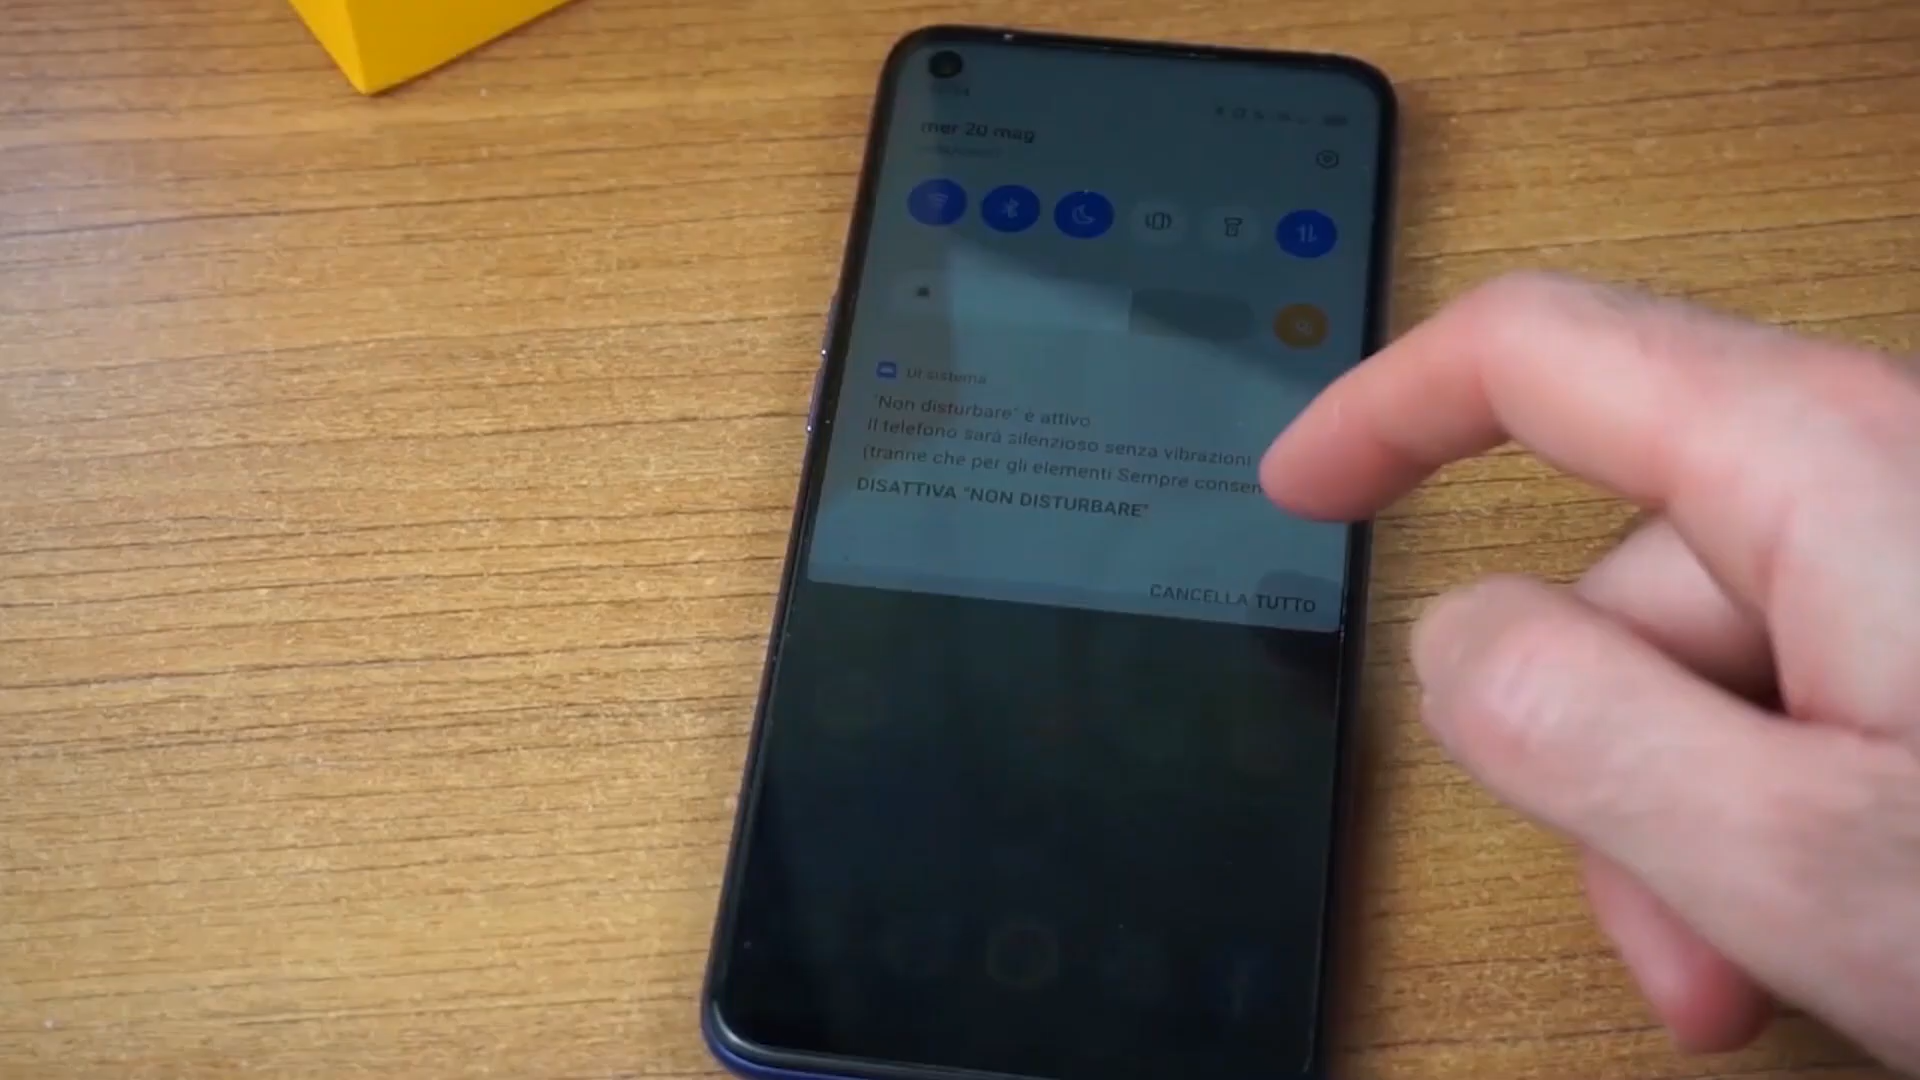 mer 20 mag
UI sistema
"Non disturbare" è attivo
Il telefono sarà silenzioso senza vibrazioni
(tranne che per gli elementi Sempre consen
DISATTIVA "NON DISTURBARE"
CANCELLA TUTTO